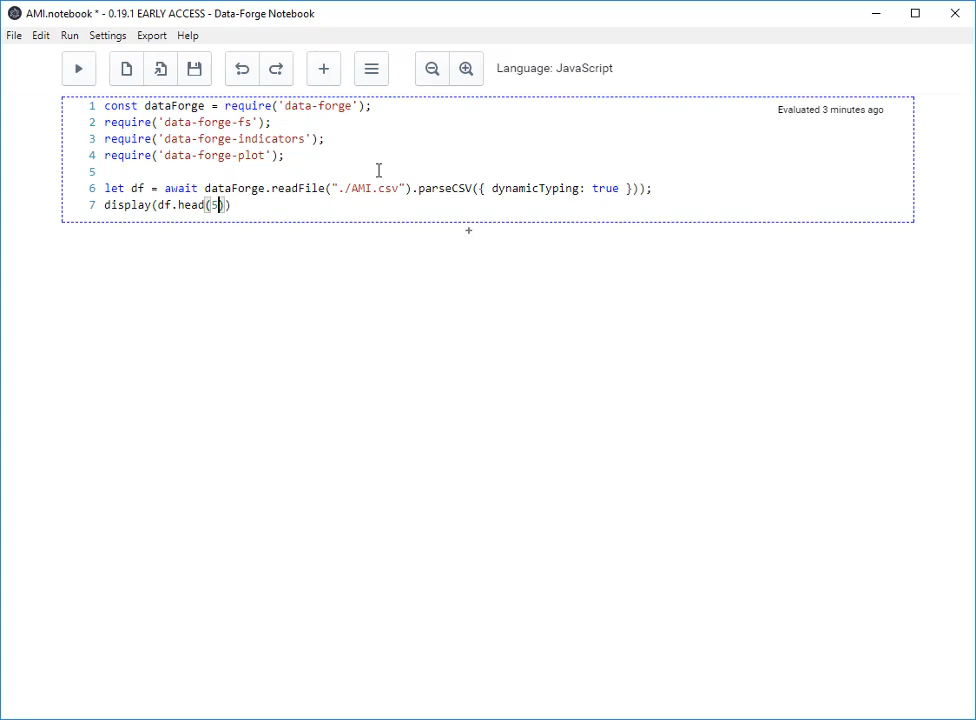 AMI.notebook * - 0.19.1 EARLY ACCESS - Data-Forge Notebook
File Edit Run Settings Export Help
Language: JavaScript
1 const dataForge = require('data-forge');
Evaluated 3 minutes ago
2 require('data-forge-fs');
3 require('data-forge-indicators');
4 require('data-forge-plot');
5
6 let df = await dataForge.readFile("./AMI.csv").parseCSV({ dynamicTyping: true }));
7 display(df.head(5))